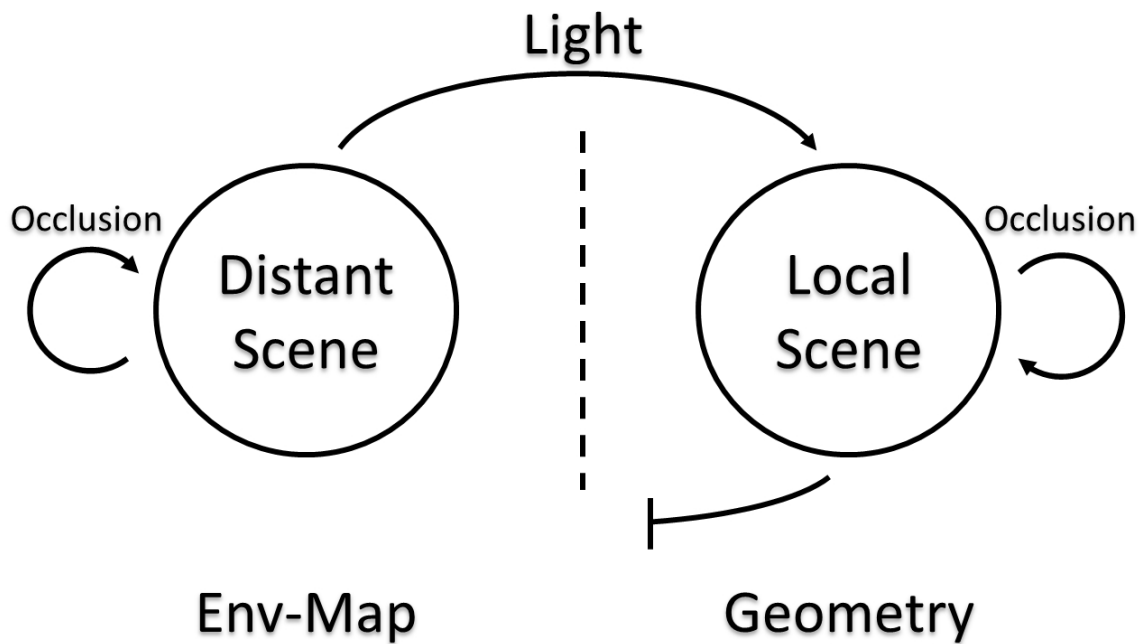 Light
Occlusion
Occlusion
Distant
Scene
Local
Scene
Env-Map
Geometry